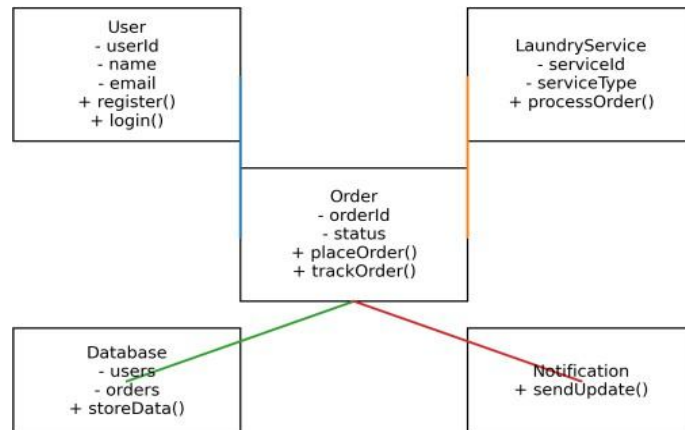 User
- userId
- name
- email
+ register()
+ login()
LaundryService
- serviceId
- serviceType
+ processOrder()
Order
- orderId
- status
+ placeOrder()
+ trackOrder()
Database
- users
- orders
+ storeData()
Notification
+ sendUpdate()